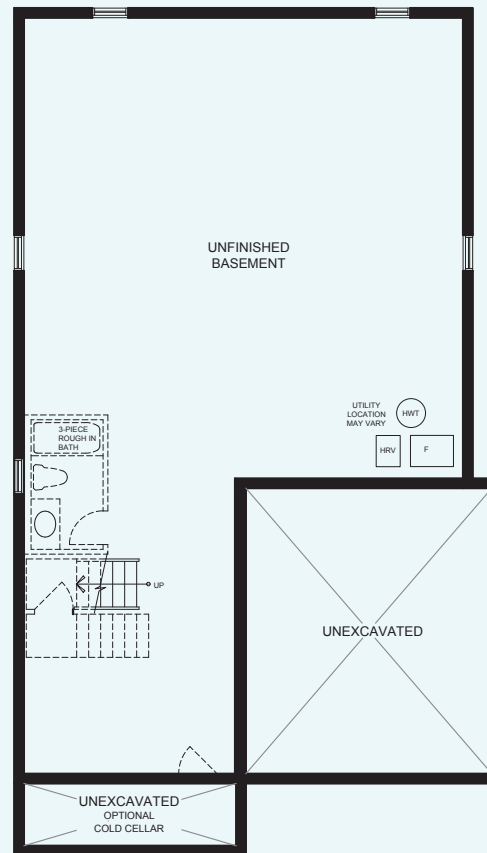 UNFINISHED
BASEMENT
UTILITY
LOCATION
MAY VARY
HWT
HRV
F
3-PIECE
ROUGH IN
BATH
UP
UNEXCAVATED
UNEXCAVATED
OPTIONAL
COLD CELLAR